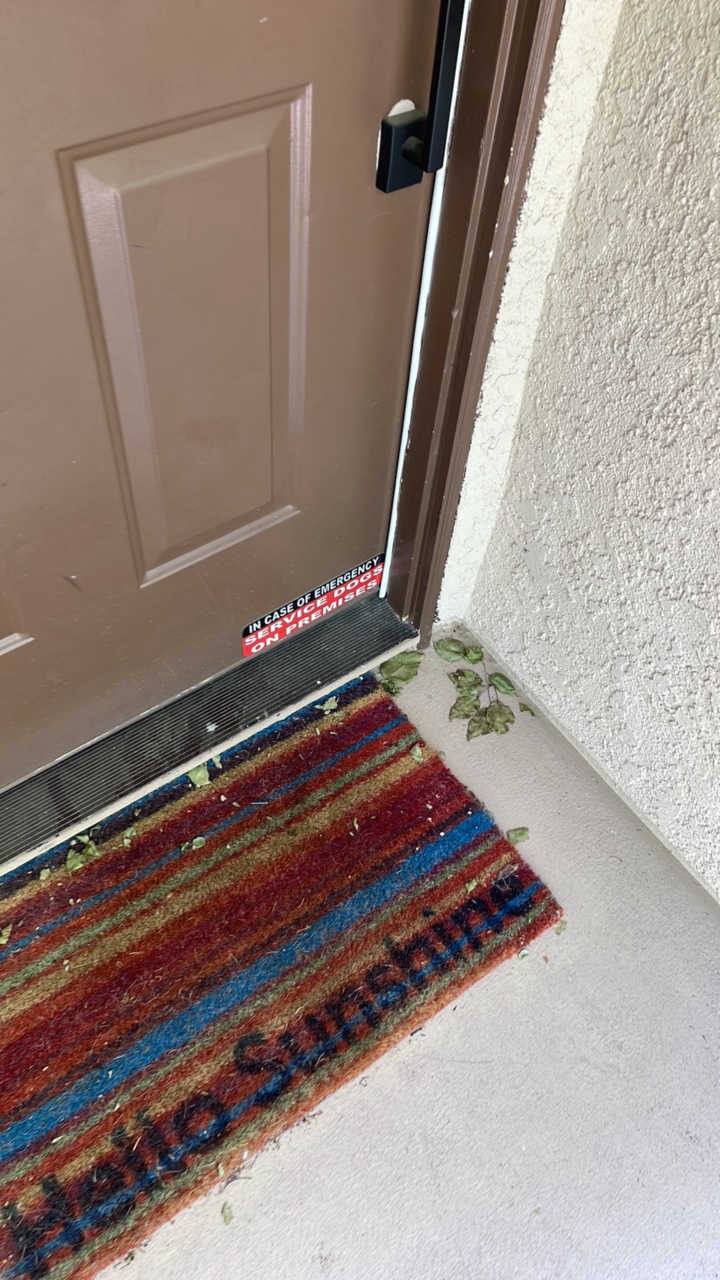 IN CASE OF EMERGENCY
SERVICE DOGS
ON PREMISES
Hello Sunshine